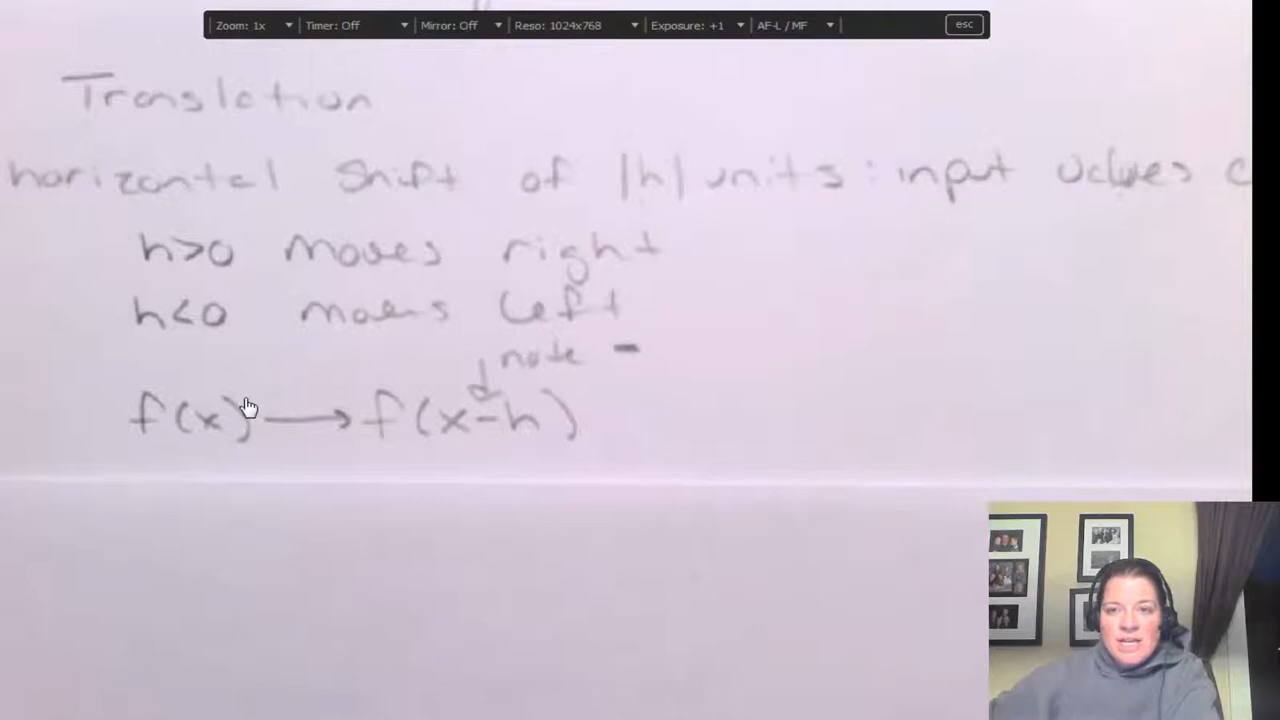 Zoom: 1x Timer: Off Mirror: Off Reso: 1024x768 Exposure: +1 AF-L / MF esc
Translation
horizontal shift of |h| units: input values c
h>0 moves right
h<0 moves left
note -
f(x) → f(x-h)